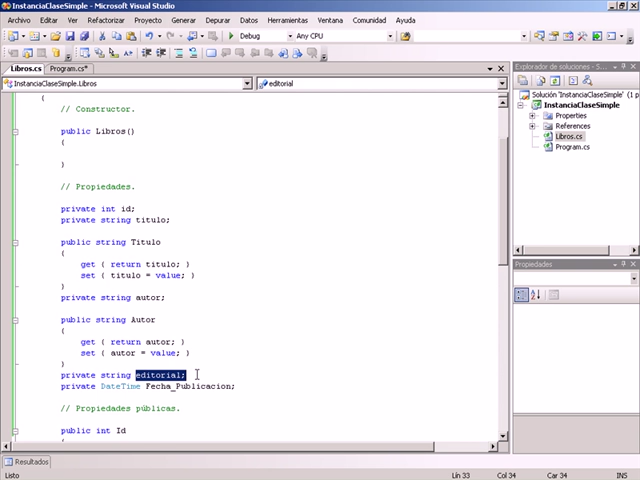 InstanciaClaseSimple - Microsoft Visual Studio
Archivo Editar Ver Refactorizar Proyecto Generar Depurar Datos Herramientas Ventana Comunidad Ayuda
Debug Any CPU
Libros.cs Program.cs*
InstanciaClaseSimple.Libros editorial
{
// Constructor.
public Libros()
{
}
// Propiedades.
private int id;
private string titulo;
public string Titulo
{
get { return titulo; }
set { titulo = value; }
}
private string autor;
public string Autor
{
get { return autor; }
set { autor = value; }
}
private string editorial;
private DateTime Fecha_Publicacion;
// Propiedades públicas.
public int Id
{
Explorador de soluciones - S...
Solución 'InstanciaClaseSimple' (1 p
InstanciaClaseSimple
Properties
References
Libros.cs
Program.cs
Propiedades
Resultados
Listo Lín 33 Col 34 Car 34 INS